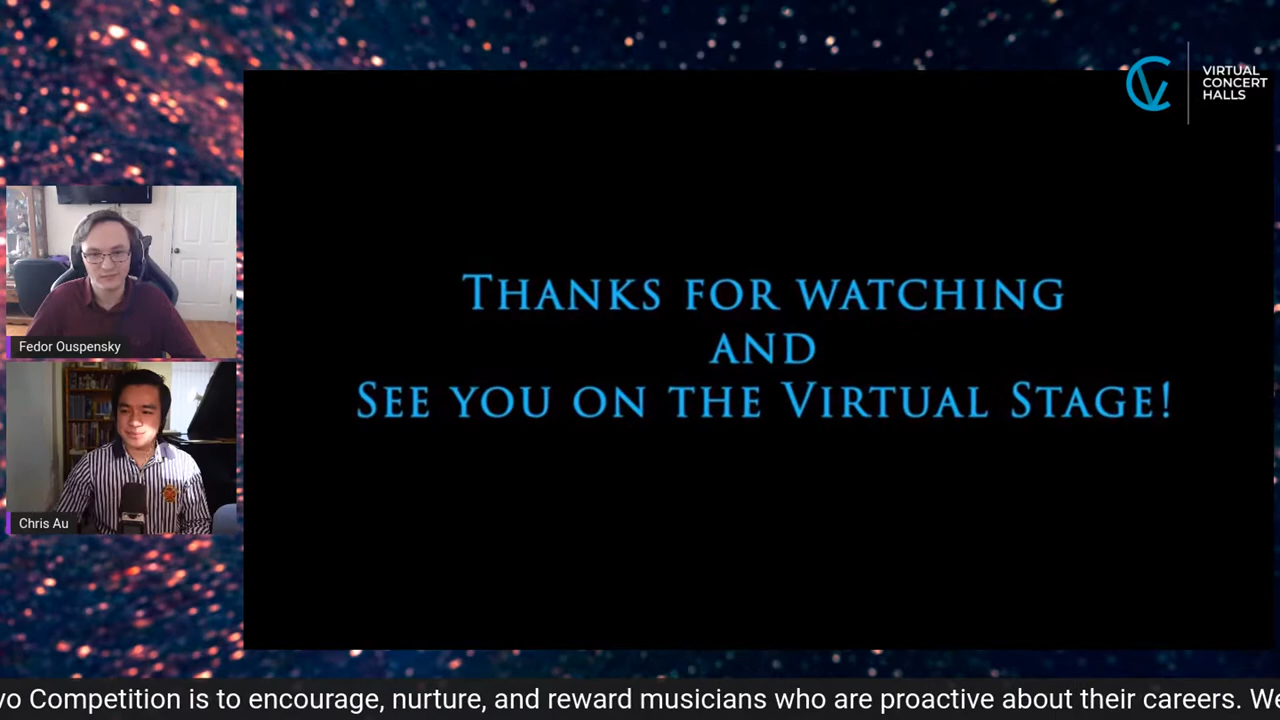 VIRTUAL
CONCERT
HALLS
THANKS FOR WATCHING
AND
SEE YOU ON THE VIRTUAL STAGE!
Fedor Ouspensky
Chris Au
Competition is to encourage, nurture, and reward musicians who are proactive about their careers.